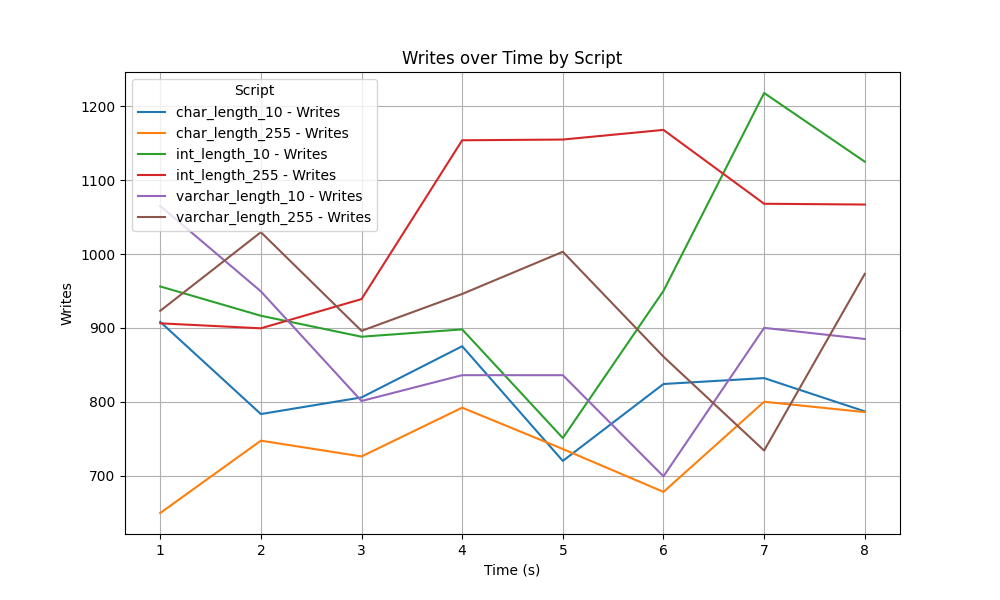 Writes over Time by Script
Script
char_length_10 - Writes
char_length_255 - Writes
int_length_10 - Writes
int_length_255 - Writes
varchar_length_10 - Writes
varchar_length_255 - Writes
1200
1100
1000
900
800
700
Writes
1 2 3 4 5 6 7 8
Time (s)